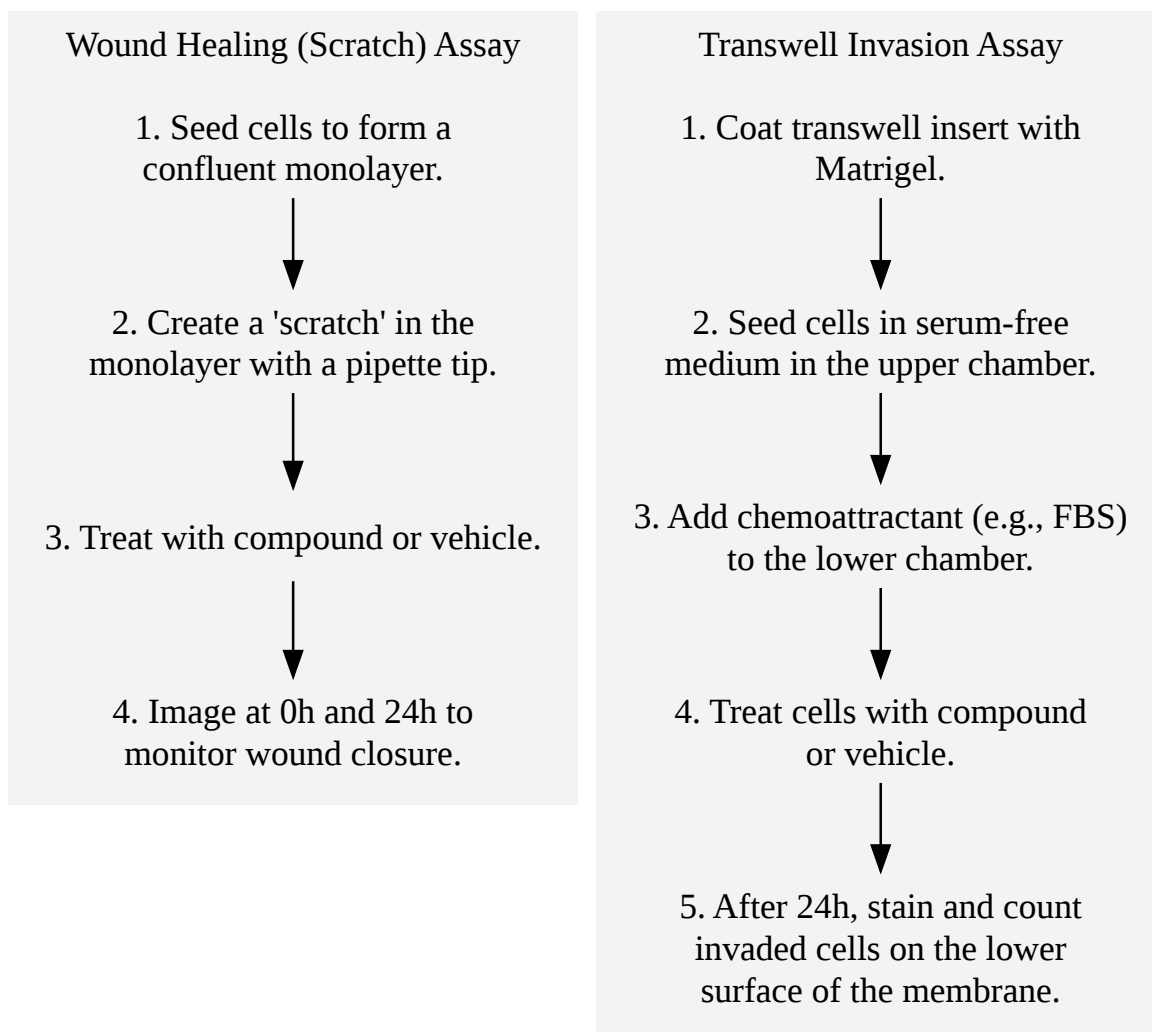 Wound Healing (Scratch) Assay
1. Seed cells to form a
confluent monolayer.
2. Create a 'scratch' in the
monolayer with a pipette tip.
3. Treat with compound or vehicle.
4. Image at 0h and 24h to
monitor wound closure.
Transwell Invasion Assay
1. Coat transwell insert with
Matrigel.
2. Seed cells in serum-free
medium in the upper chamber.
3. Add chemoattractant (e.g., FBS)
to the lower chamber.
4. Treat cells with compound
or vehicle.
5. After 24h, stain and count
invaded cells on the lower
surface of the membrane.